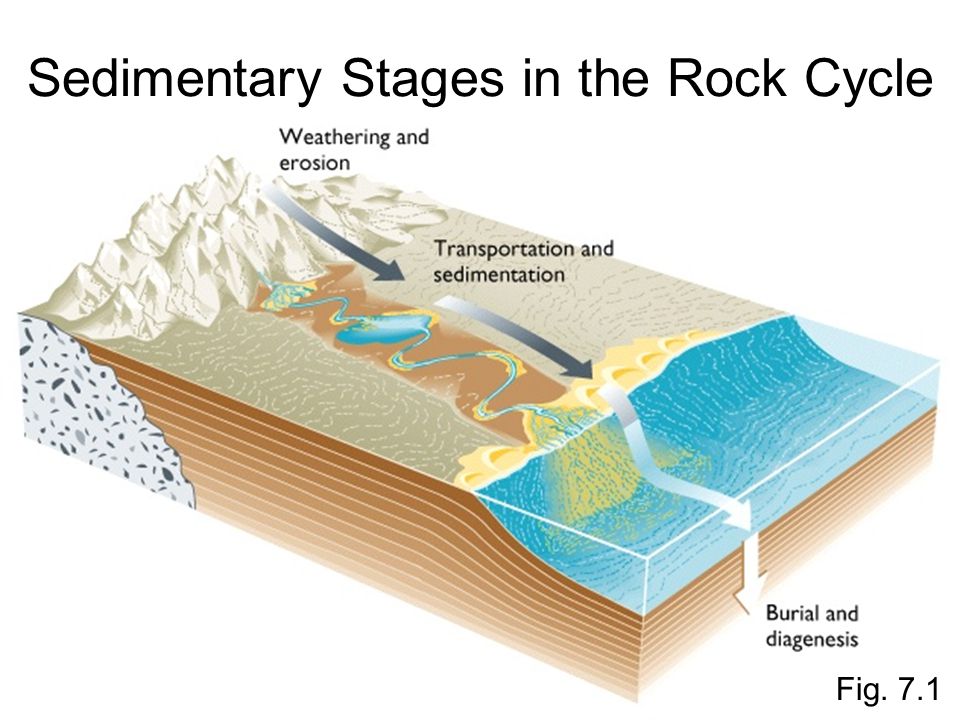 Sedimentary Stages in the Rock Cycle
Weathering and
erosion
Transportation and
sedimentation
Burial and
diagenesis
Fig. 7.1